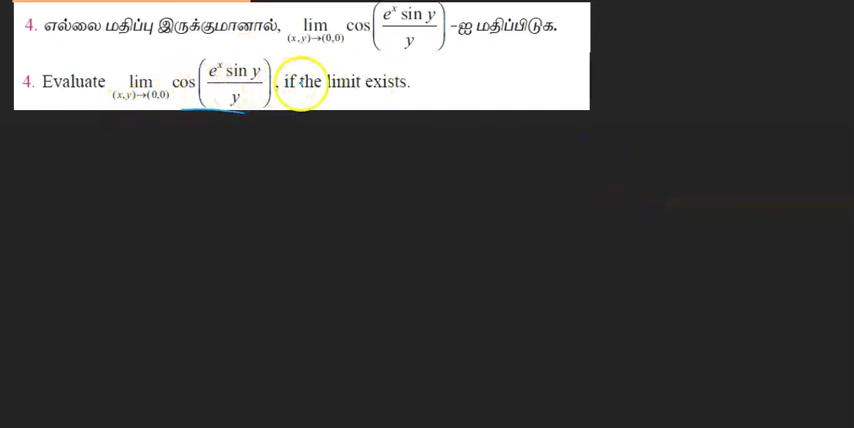 4. எல்லை மதிப்பு இருக்குமானால், lim (x,y)→(0,0) cos(e^x sin y / y) -ஐ மதிப்பிடுக.
4. Evaluate lim (x,y)→(0,0) cos(e^x sin y / y), if the limit exists.